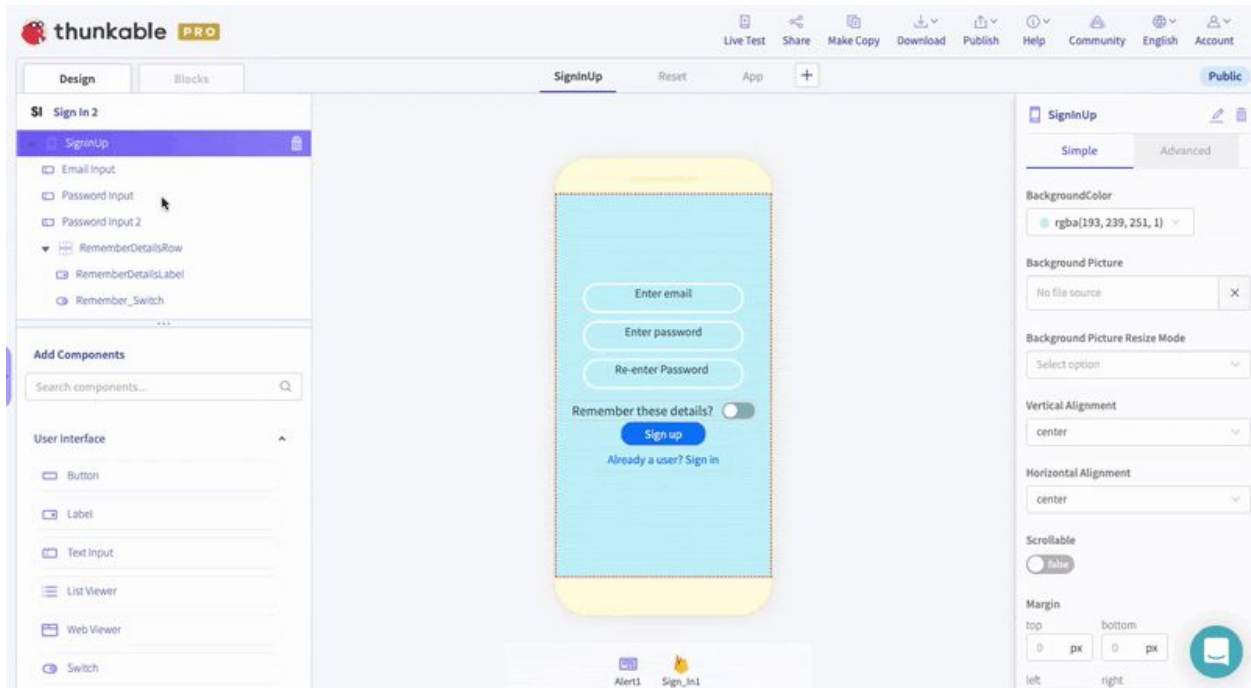 thunkable PRO
Live Test Share Make Copy Download Publish Help Community English Account
Design Blocks
SignInUp Reset App +
Public
SI Sign In 2
SignInUp
Email Input
Password Input
Password Input 2
RememberDetailsRow
RememberDetailsLabel
Remember_Switch
Add Components
Search components...
User Interface
Button
Label
Text Input
List Viewer
Web Viewer
Switch
Enter email
Enter password
Re-enter Password
Remember these details?
Sign up
Already a user? Sign in
Alert1 Sign_In1
SignInUp
Simple Advanced
BackgroundColor
rgba(193, 239, 251, 1)
Background Picture
No file source
Background Picture Resize Mode
Select option
Vertical Alignment
center
Horizontal Alignment
center
Scrollable
false
Margin
top bottom
0 px 0 px
left right